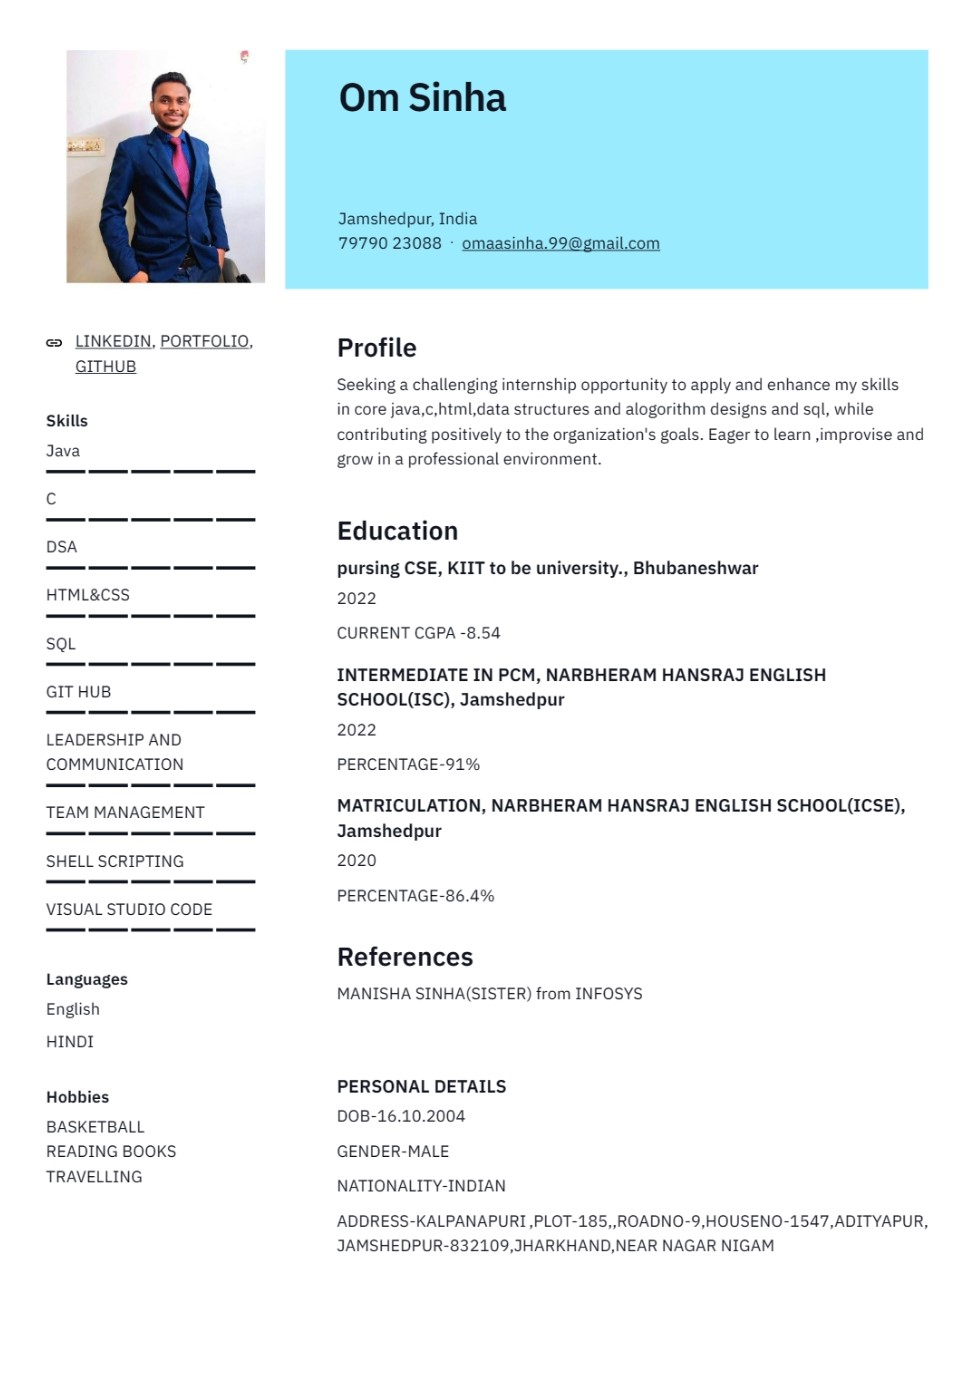 Om Sinha
Jamshedpur, India
79790 23088 · omaasinha.99@gmail.com
LINKEDIN, PORTFOLIO,
GITHUB
Skills
Java
C
DSA
HTML&CSS
SQL
GIT HUB
LEADERSHIP AND
COMMUNICATION
TEAM MANAGEMENT
SHELL SCRIPTING
VISUAL STUDIO CODE
Languages
English
HINDI
Hobbies
BASKETBALL
READING BOOKS
TRAVELLING
Profile
Seeking a challenging internship opportunity to apply and enhance my skills
in core java,c,html,data structures and alogorithm designs and sql, while
contributing positively to the organization's goals. Eager to learn ,improvise and
grow in a professional environment.
Education
pursing CSE, KIIT to be university., Bhubaneshwar
2022
CURRENT CGPA -8.54
INTERMEDIATE IN PCM, NARBHERAM HANSRAJ ENGLISH
SCHOOL(ISC), Jamshedpur
2022
PERCENTAGE-91%
MATRICULATION, NARBHERAM HANSRAJ ENGLISH SCHOOL(ICSE),
Jamshedpur
2020
PERCENTAGE-86.4%
References
MANISHA SINHA(SISTER) from INFOSYS
PERSONAL DETAILS
DOB-16.10.2004
GENDER-MALE
NATIONALITY-INDIAN
ADDRESS-KALPANAPURI ,PLOT-185,,ROADNO-9,HOUSENO-1547,ADITYAPUR,
JAMSHEDPUR-832109,JHARKHAND,NEAR NAGAR NIGAM